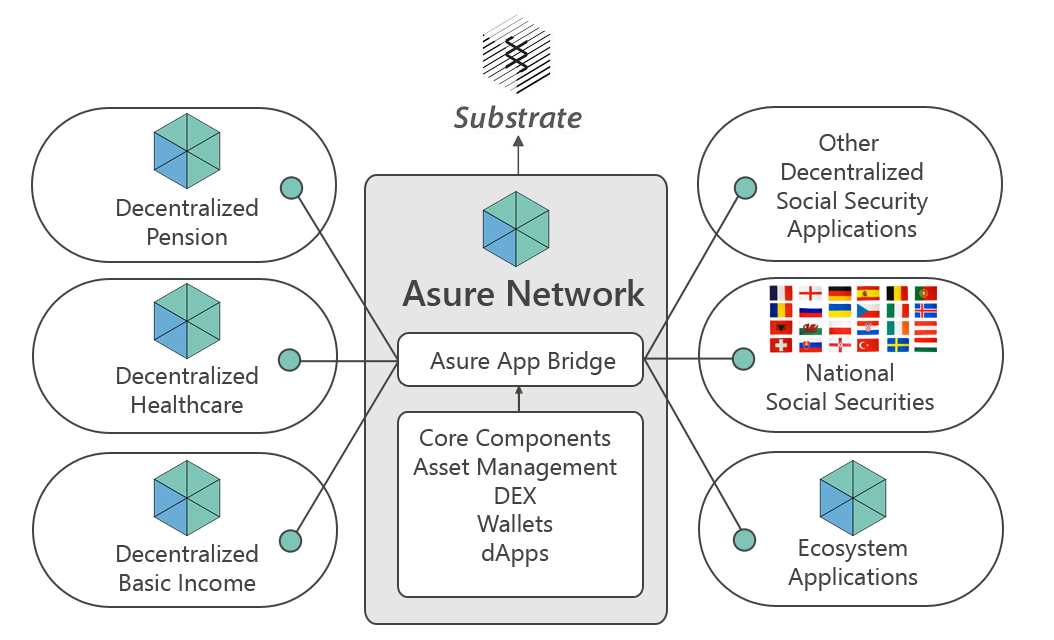 Substrate
Decentralized
Pension
Decentralized
Healthcare
Decentralized
Basic Income
Asure Network
Asure App Bridge
Core Components
Asset Management
DEX
Wallets
dApps
Other
Decentralized
Social Security
Applications
National
Social Securities
Ecosystem
Applications